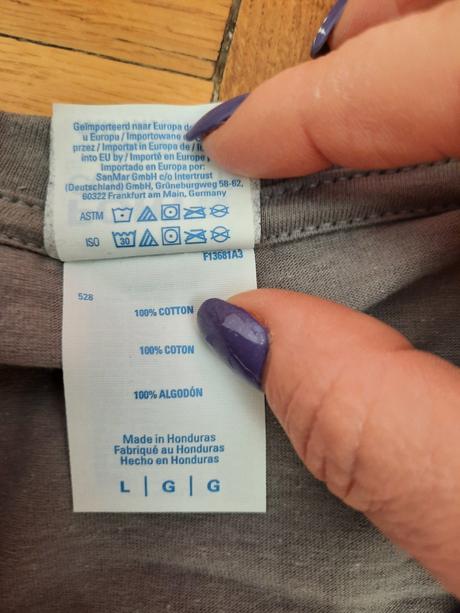 Geïmporteerd naar Europa
u Europu / Importowane
przez / Importat in Europa de /
into EU by / Importé en Europe
Importado en Europa por:
SanMar GmbH c/o Intertrust
(Deutschland) GmbH, Grüneburgweg 58-62,
60322 Frankfurt am Main, Germany
ASTM
ISO 30
F13681A3
528
100% COTTON
100% COTON
100% ALGODÓN
Made in Honduras
Fabriqué au Honduras
Hecho en Honduras
L | G | G